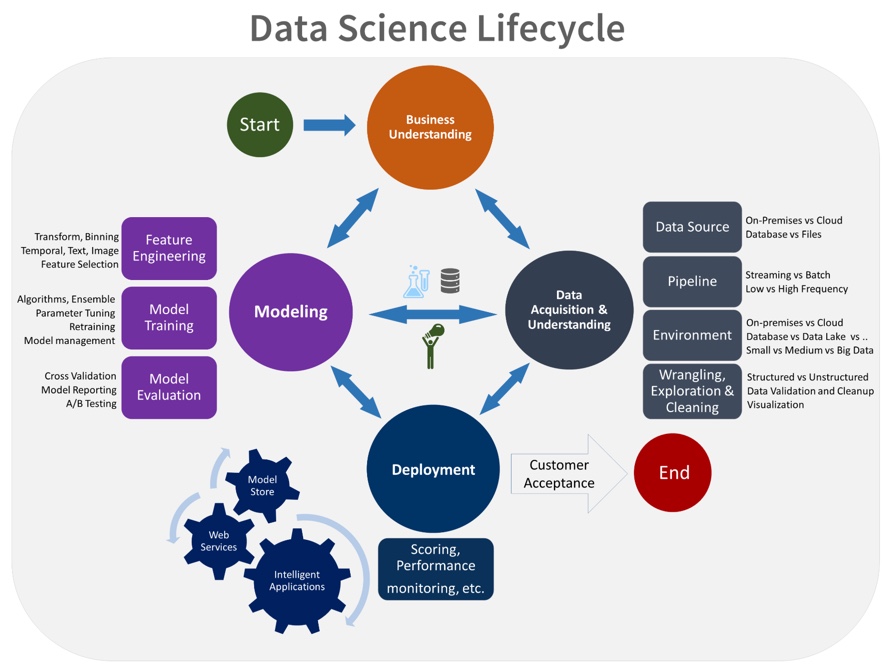 Data Science Lifecycle
Start
Business
Understanding
Transform, Binning
Temporal, Text, Image
Feature Selection
Feature
Engineering
Algorithms, Ensemble
Parameter Tuning
Retraining
Model management
Model
Training
Cross Validation
Model Reporting
A/B Testing
Model
Evaluation
Modeling
Data
Acquisition &
Understanding
Data Source
On-Premises vs Cloud
Database vs Files
Pipeline
Streaming vs Batch
Low vs High Frequency
Environment
On-premises vs Cloud
Database vs Data Lake vs ..
Small vs Medium vs Big Data
Wrangling,
Exploration &
Cleaning
Structured vs Unstructured
Data Validation and Cleanup
Visualization
Deployment
Customer
Acceptance
End
Scoring,
Performance
monitoring, etc.
Model
Store
Web
Services
Intelligent
Applications